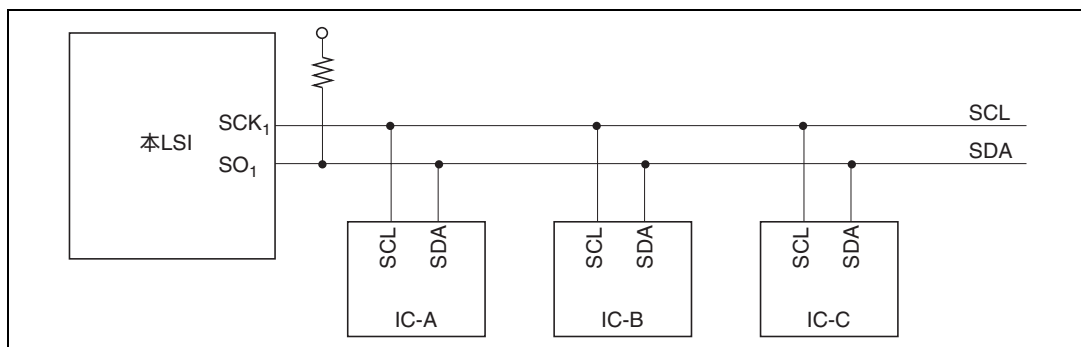 本LSI
SCK₁
SO₁
SCL
SDA
SCL
SDA
IC-A
SCL
SDA
IC-B
SCL
SDA
IC-C